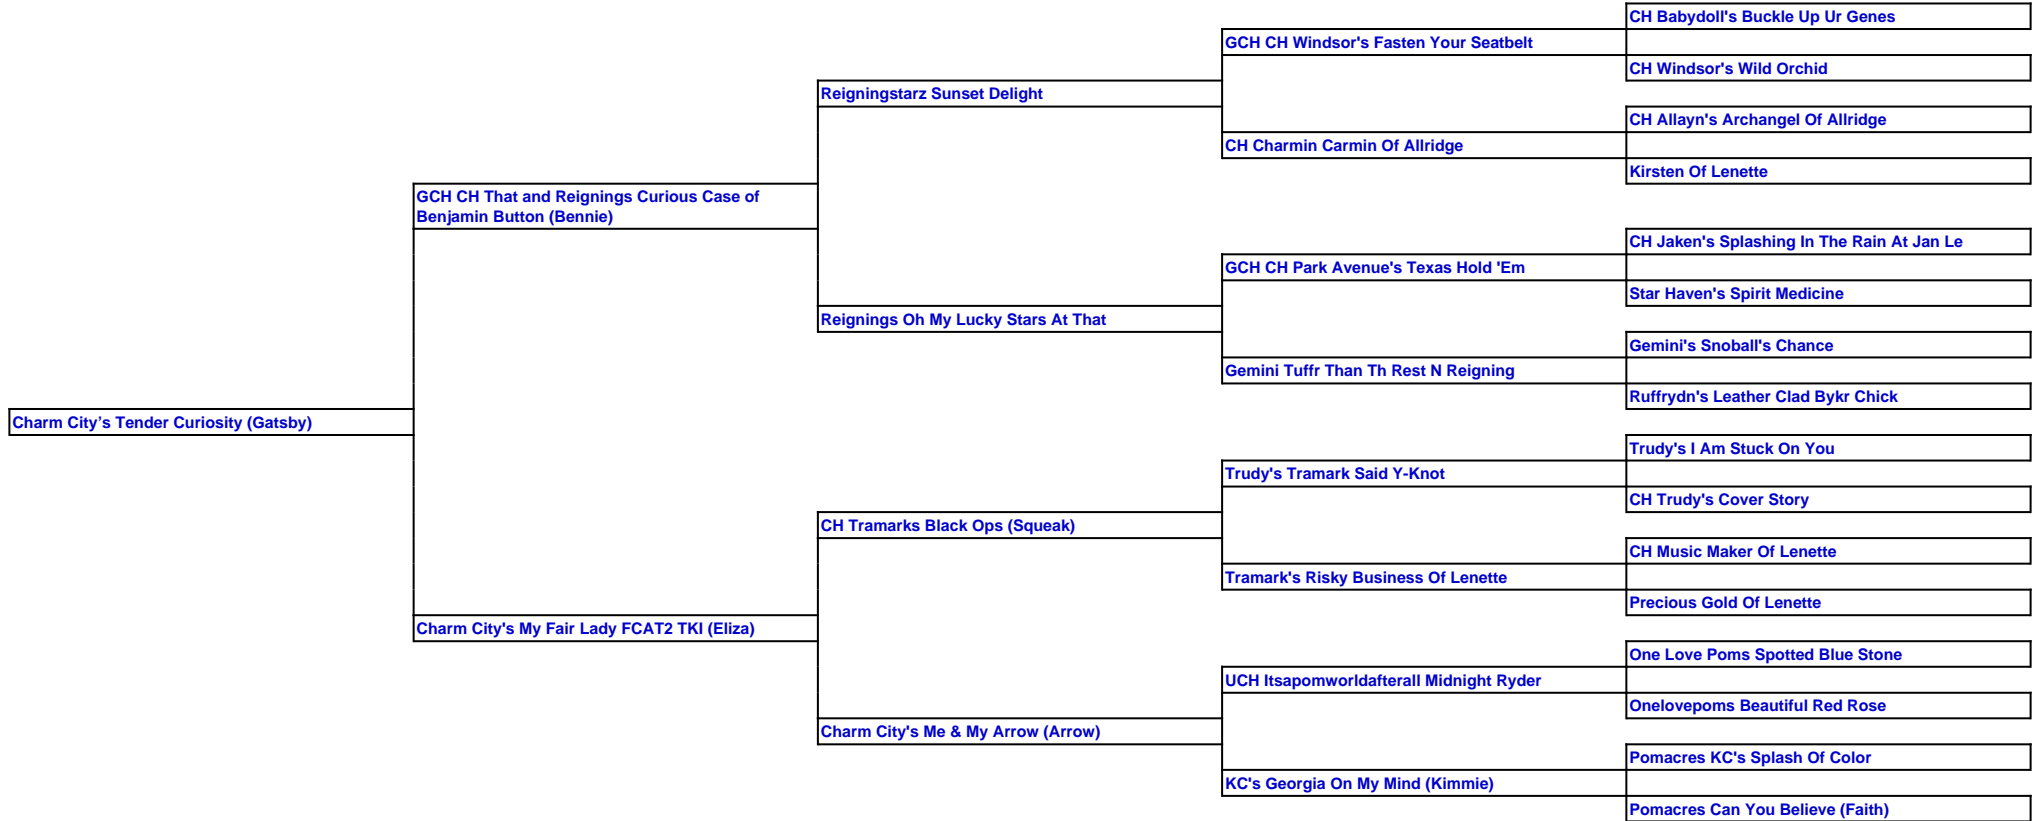 CH Babydoll's Buckle Up Ur Genes
GCH CH Windsor's Fasten Your Seatbelt
CH Windsor's Wild Orchid
Reigningstarz Sunset Delight
CH Allayn's Archangel Of Allridge
CH Charmin Carmin Of Allridge
Kirsten Of Lenette
GCH CH That and Reignings Curious Case of
Benjamin Button (Bennie)
CH Jaken's Splashing In The Rain At Jan Le
GCH CH Park Avenue's Texas Hold 'Em
Star Haven's Spirit Medicine
Reignings Oh My Lucky Stars At That
Gemini's Snoball's Chance
Gemini Tuffr Than Th Rest N Reigning
Ruffrydn's Leather Clad Bykr Chick
Charm City’s Tender Curiosity (Gatsby)
Trudy's I Am Stuck On You
Trudy's Tramark Said Y-Knot
CH Trudy's Cover Story
CH Tramarks Black Ops (Squeak)
CH Music Maker Of Lenette
Tramark's Risky Business Of Lenette
Precious Gold Of Lenette
Charm City's My Fair Lady FCAT2 TKI (Eliza)
One Love Poms Spotted Blue Stone
UCH Itsapomworldafterall Midnight Ryder
Onelovepoms Beautiful Red Rose
Charm City's Me & My Arrow (Arrow)
Pomacres KC's Splash Of Color
KC's Georgia On My Mind (Kimmie)
Pomacres Can You Believe (Faith)